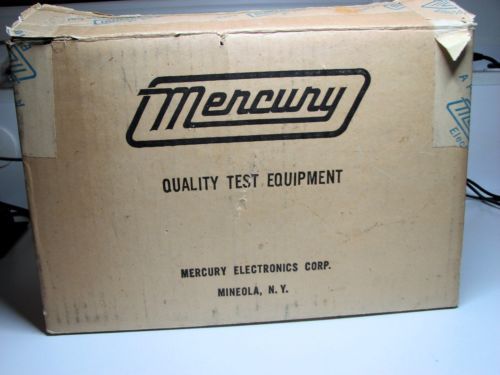 Mercury
QUALITY TEST EQUIPMENT
MERCURY ELECTRONICS CORP.
MINEOLA, N. Y.